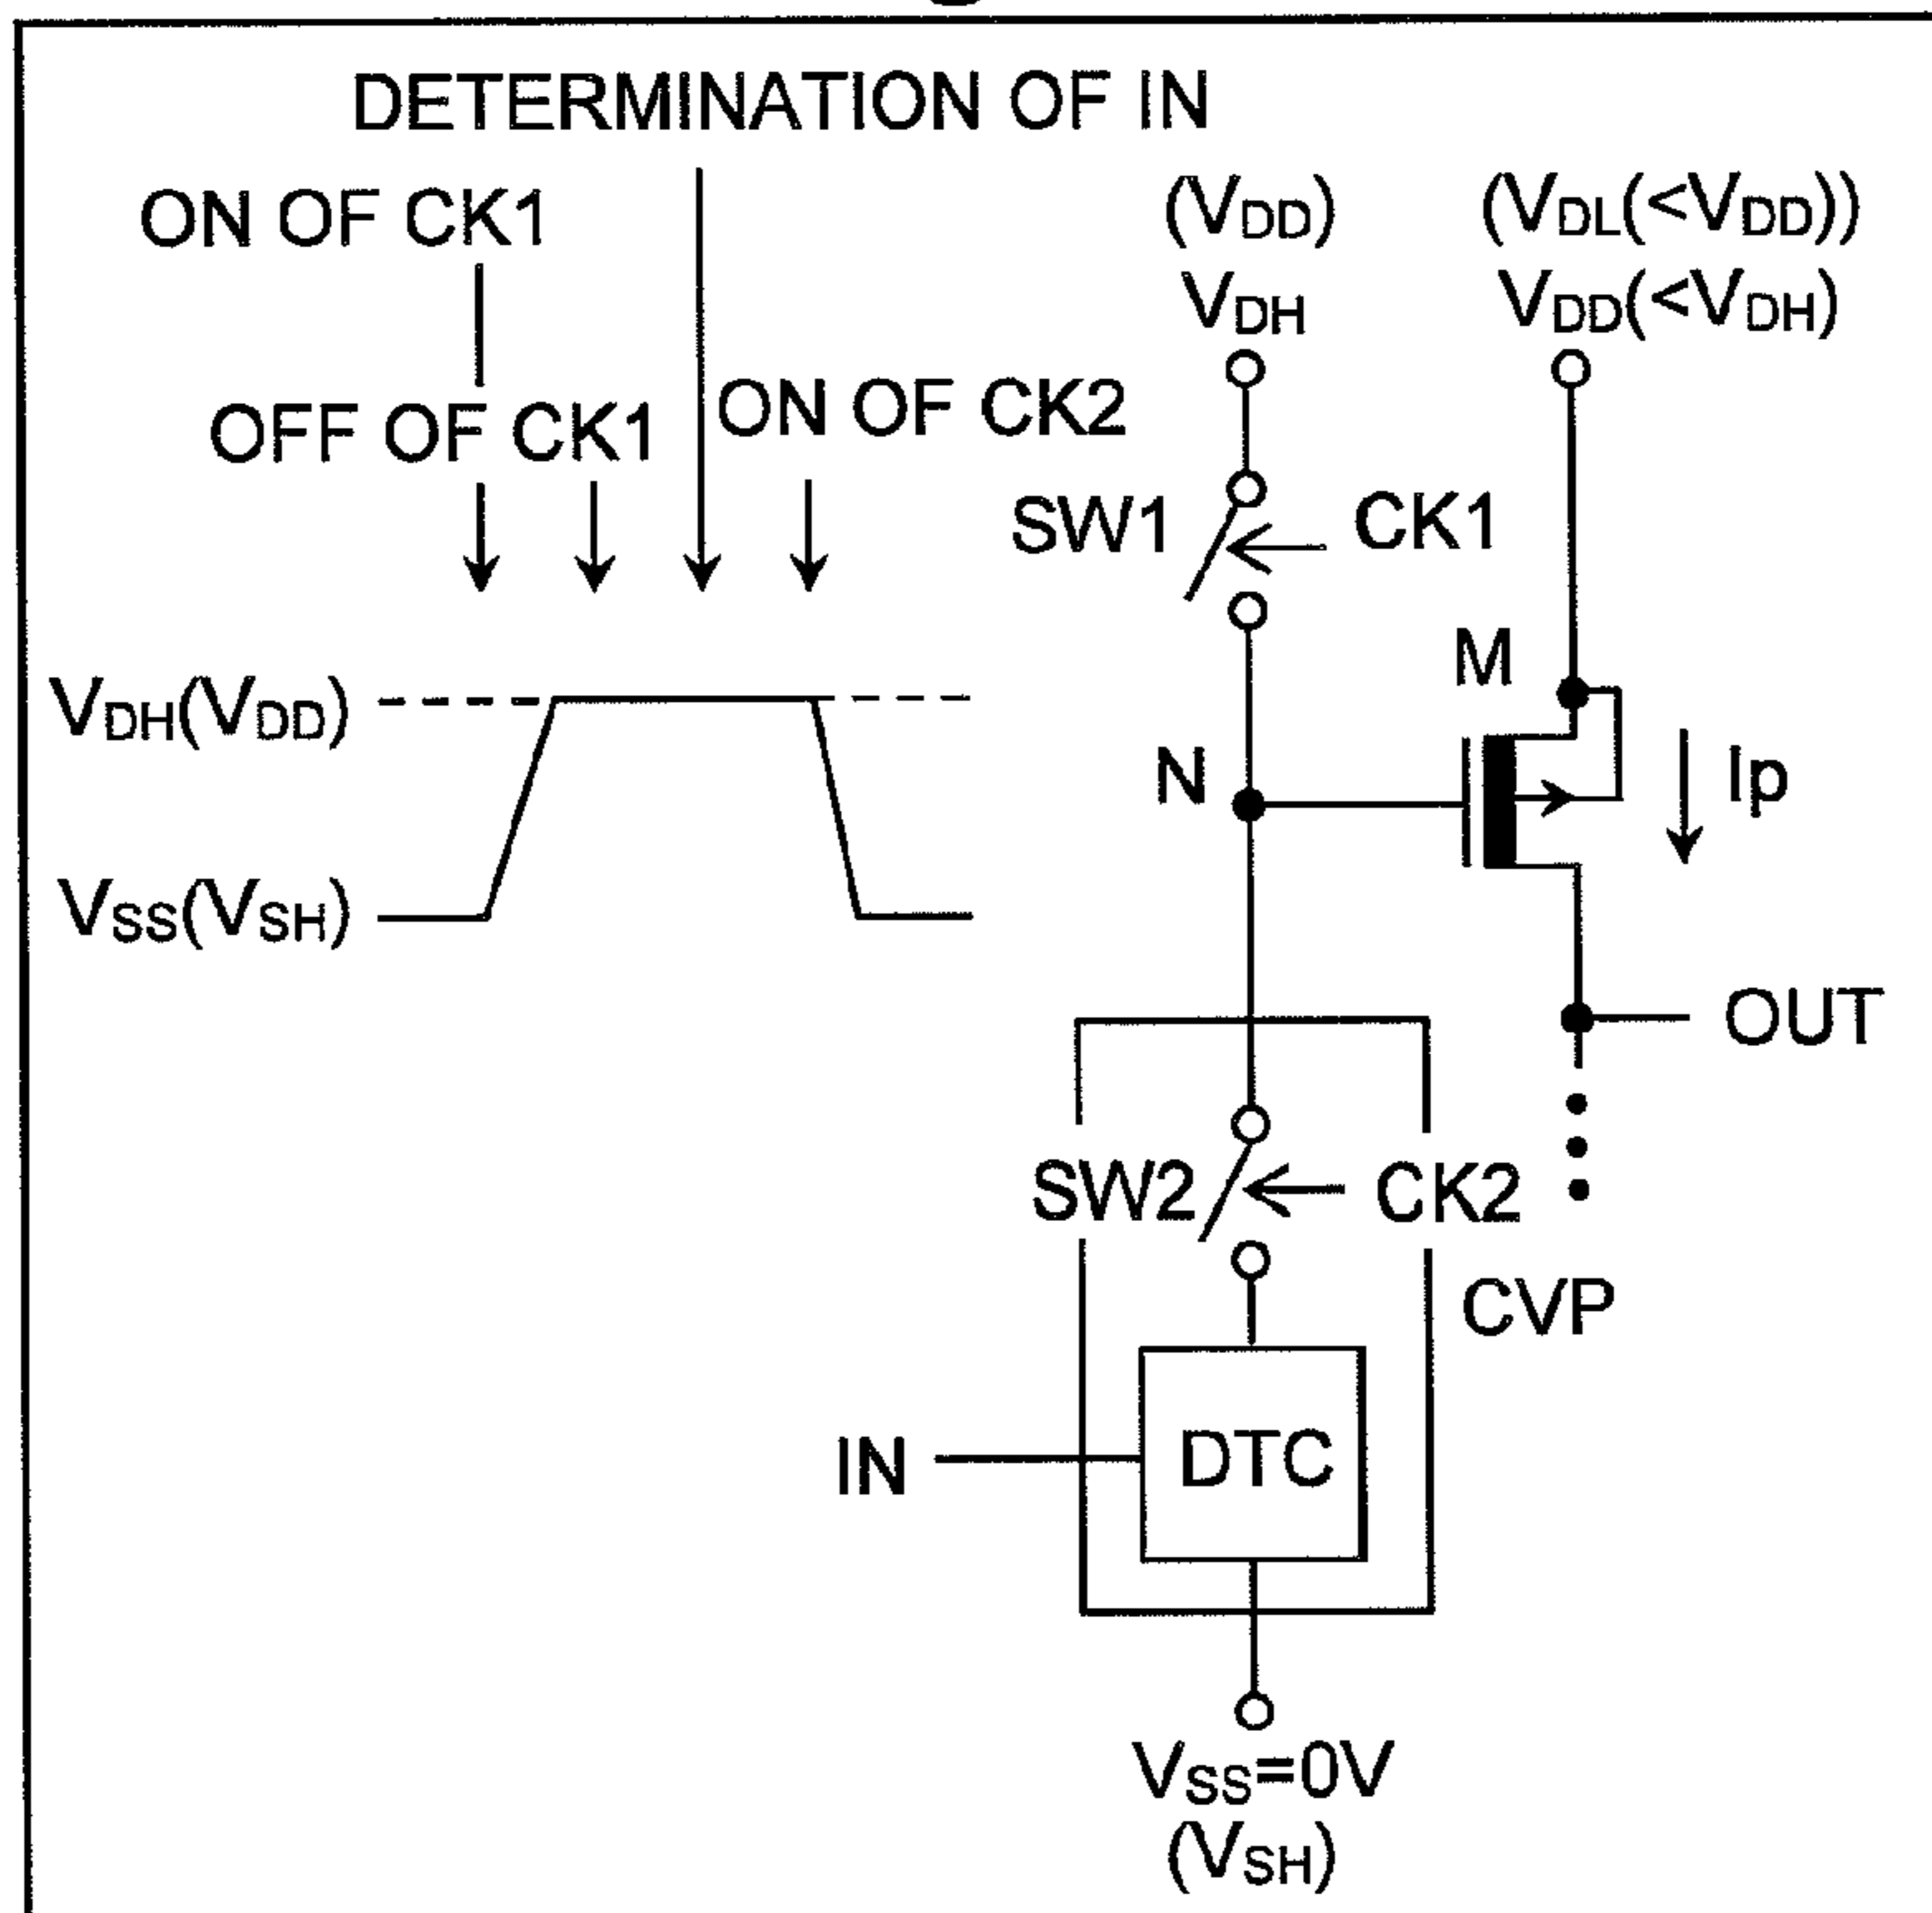 DETERMINATION OF IN
ON OF CK1
OFF OF CK1
ON OF CK2
(VDD)
VDH
(VDL(<VDD))
VDD(<VDH)
SW1
CK1
M
VDH(VDD)
N
Ip
VSS(VSH)
OUT
SW2
CK2
CVP
IN
DTC
VSS=0V
(VSH)